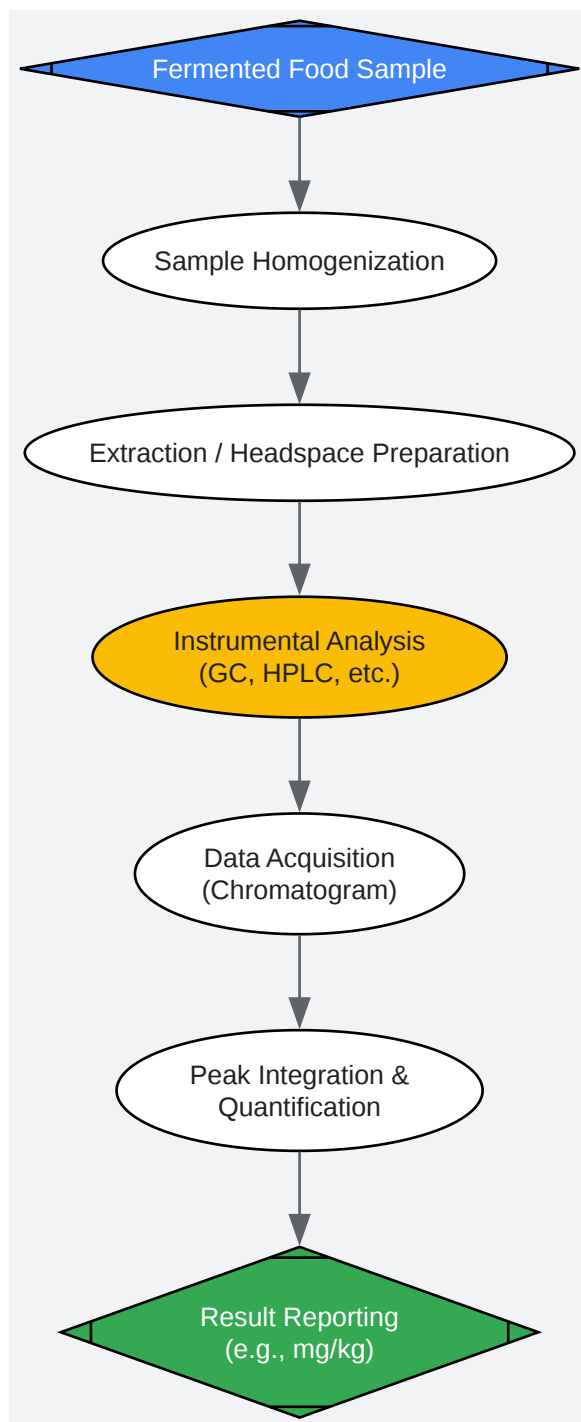 Fermented Food Sample
Sample Homogenization
Extraction / Headspace Preparation
Instrumental Analysis
(GC, HPLC, etc.)
Data Acquisition
(Chromatogram)
Peak Integration &
Quantification
Result Reporting
(e.g., mg/kg)